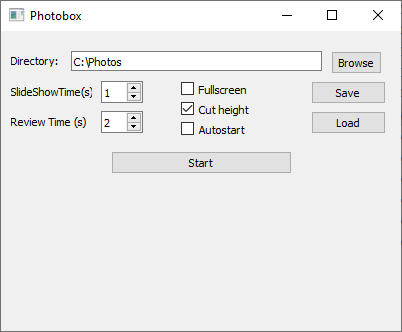 Photobox
Directory: C:\Photos Browse
SlideShowTime(s) 1 Fullscreen Save
Cut height
Review Time (s) 2 Autostart Load
Start